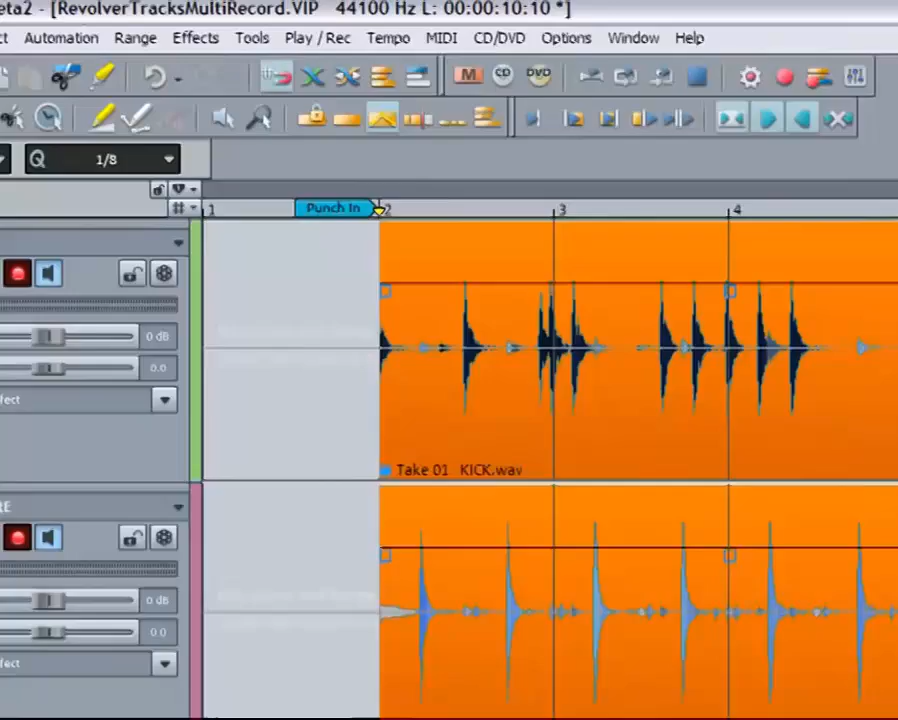 eta2 - [RevolverTracksMultiRecord.VIP 44100 Hz L: 00:00:10:10 *]
ct Automation Range Effects Tools Play / Rec Tempo MIDI CD/DVD Options Window Help
M CD DVD
Q 1/8
1 Punch In 2 3 4
0 dB
0.0
fect
Take 01 KICK.wav
RE
0 dB
0.0
fect